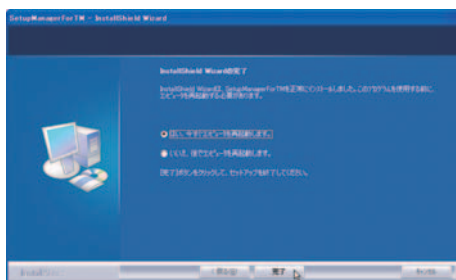 SetupManagerForTM - InstallShield Wizard
InstallShield Wizardの完了
InstallShield Wizardは、SetupManagerForTMを正常にインストールしました。このプログラムを使用する前に、
コンピュータを再起動する必要があります。
はい、今すぐコンピュータを再起動します。
いいえ、後でコンピュータを再起動します。
[完了]ボタンをクリックして、セットアップを終了してください。
InstallShield
< 戻る(B)
完了
キャンセル